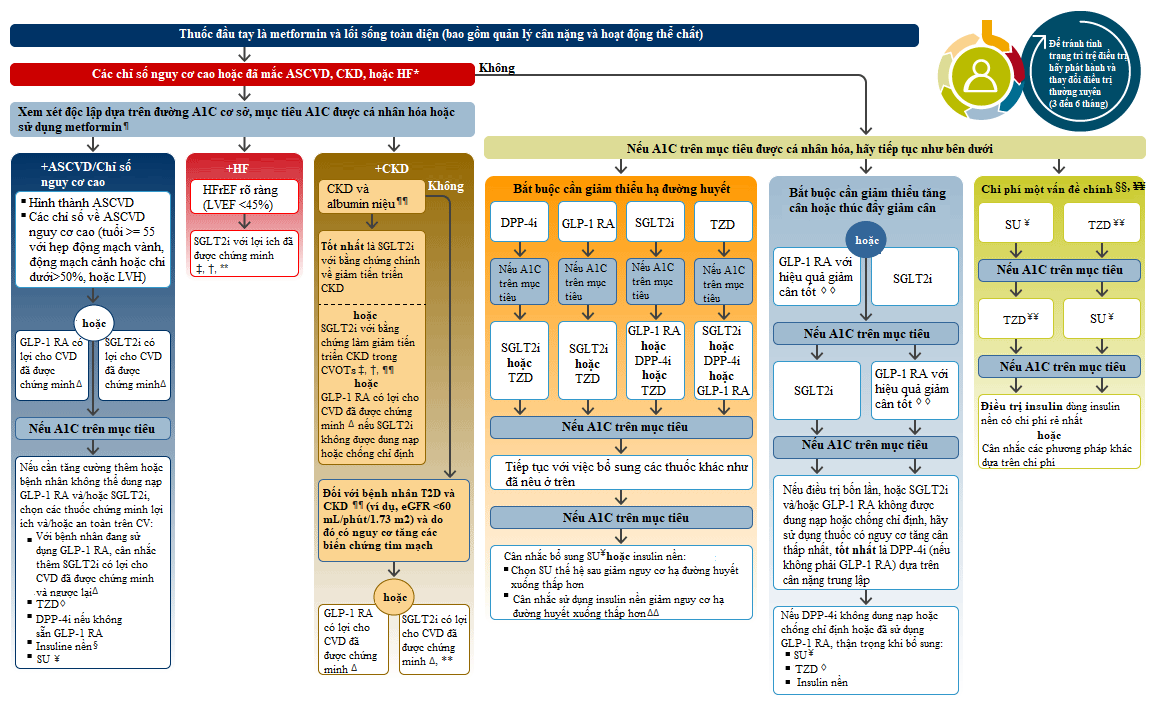 Thuốc đầu tay là metformin và lối sống toàn diện (bao gồm quản lý cân nặng và hoạt động thể chất)
Để tránh tình
trạng trì trệ điều trị
hãy phát hành và
thay đổi điều trị
thường xuyên
(3 đến 6 tháng)
Các chỉ số nguy cơ cao hoặc đã mắc ASCVD, CKD, hoặc HF*
Không
Xem xét độc lập dựa trên đường A1C cơ sở, mục tiêu A1C được cá nhân hóa hoặc
sử dụng metformin¶
Nếu A1C trên mục tiêu được cá nhân hóa, hãy tiếp tục như bên dưới
+ASCVD/Chỉ số
nguy cơ cao
▪ Hình thành ASCVD
▪ Các chỉ số về ASCVD
nguy cơ cao (tuổi >= 55
với hẹp động mạch vành,
động mạch cảnh hoặc chi
dưới>50%, hoặc LVH)
hoặc
GLP-1 RA có
lợi cho CVD
đã được
chứng minh∆
SGLT2i có
lợi cho CVD
đã được
chứng minh∆
Nếu A1C trên mục tiêu
Nếu cần tăng cường thêm hoặc
bệnh nhân không thể dung nạp
GLP-1 RA và/hoặc SGLT2i,
chọn các thuốc chứng minh lợi
ích và/hoặc an toàn trên CV:
▪ Với bệnh nhân đang sử
dụng GLP-1 RA, cân nhắc
thêm SGLT2i có lợi cho
CVD đã được chứng minh
và ngược lại∆
▪ TZD◊
▪ DPP-4i nếu không
sẵn GLP-1 RA
▪ Insuline nền§
▪ SU ¥
+HF
HFrEF rõ ràng
(LVEF <45%)
SGLT2i với lợi ích đã
được chứng minh
‡, †, **
+CKD
CKD và
albumin niệu¶¶
Không
Tốt nhất là SGLT2i
với bằng chứng chính
về giảm tiến triển
CKD
hoặc
SGLT2i với bằng
chứng làm giảm tiến
triển CKD trong
CVOTs ‡, †, ¶¶
hoặc
GLP-1 RA có lợi cho
CVD đã được chứng
minh ∆ nếu SGLT2i
không được dung nạp
hoặc chống chỉ định
Đối với bệnh nhân T2D và
CKD ¶¶ (ví dụ, eGFR <60
mL/phút/1.73 m2) và do
đó có nguy cơ tăng các
biến chứng tim mạch
hoặc
GLP-1 RA
có lợi cho
CVD đã
được chứng
minh ∆
SGLT2i có lợi
cho CVD đã
được chứng
minh ∆, **
Bắt buộc cần giảm thiểu hạ đường huyết
DPP-4i
GLP-1 RA
SGLT2i
TZD
Nếu A1C
trên mục
tiêu
Nếu A1C
trên mục
tiêu
Nếu A1C
trên mục
tiêu
Nếu A1C
trên mục
tiêu
SGLT2i
hoặc
TZD
SGLT2i
hoặc
TZD
GLP-1 RA
hoặc
DPP-4i
hoặc
TZD
SGLT2i
hoặc
DPP-4i
hoặc
GLP-1 RA
Nếu A1C trên mục tiêu
Tiếp tục với việc bổ sung các thuốc khác như
đã nêu ở trên
Nếu A1C trên mục tiêu
Cân nhắc bổ sung SU¥hoặc insulin nền:
▪ Chọn SU thế hệ sau giảm nguy cơ hạ đường huyết
xuống thấp hơn
▪ Cân nhắc sử dụng insulin nền giảm nguy cơ hạ
đường huyết xuống thấp hơn∆∆
Bắt buộc cần giảm thiểu tăng
cân hoặc thúc đẩy giảm cân
hoặc
GLP-1 RA với
hiệu quả giảm
cân tốt ◊ ◊
SGLT2i
Nếu A1C trên mục tiêu
SGLT2i
GLP-1 RA với
hiệu quả giảm
cân tốt ◊ ◊
Nếu A1C trên mục tiêu
Nếu điều trị bốn lần, hoặc SGLT2i
và/hoặc GLP-1 RA không được
dung nạp hoặc chống chỉ định, hãy
sử dụng thuốc có nguy cơ tăng cân
thấp nhất, tốt nhất là DPP-4i (nếu
không phải GLP-1 RA) dựa trên
cân nặng trung lập
Nếu DPP-4i không dung nạp hoặc
chống chỉ định hoặc đã sử dụng
GLP-1 RA, thận trọng khi bổ sung:
▪ SU¥
▪ TZD ◊
▪ Insulin nền
Chi phí một vấn đề chính §§, ¥¥
SU ¥
TZD ¥¥
Nếu A1C trên mục tiêu
TZD¥¥
SU ¥
Nếu A1C trên mục tiêu
Điều trị insulin dùng insulin
nền có chi phí rẻ nhất
hoặc
Cân nhắc các phương pháp khác
dựa trên chi phí